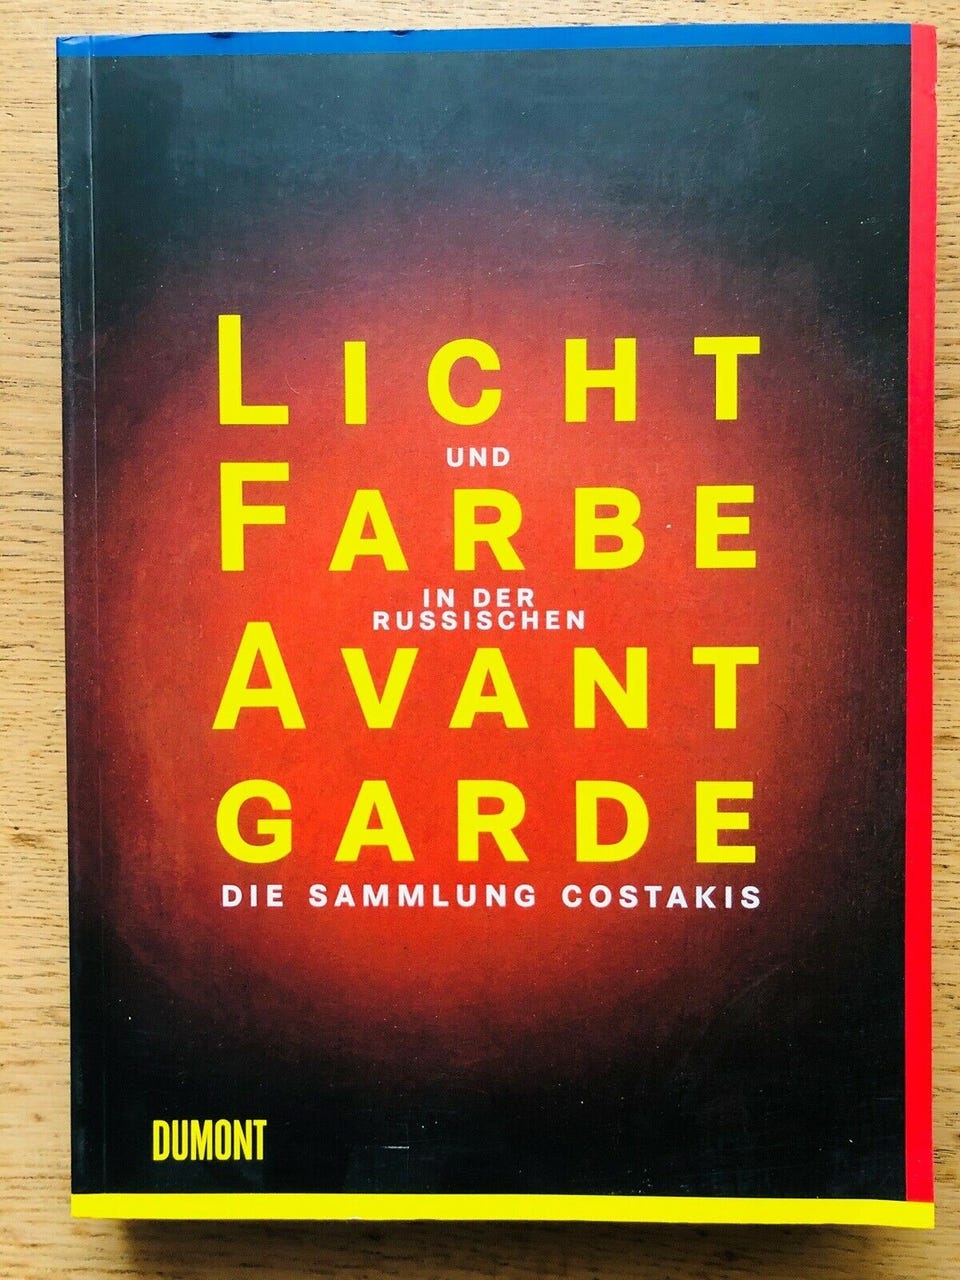 LICHT
UND
FARBE
IN DER
RUSSISCHEN
AVANT
GARDE
DIE SAMMLUNG COSTAKIS
DUMONT